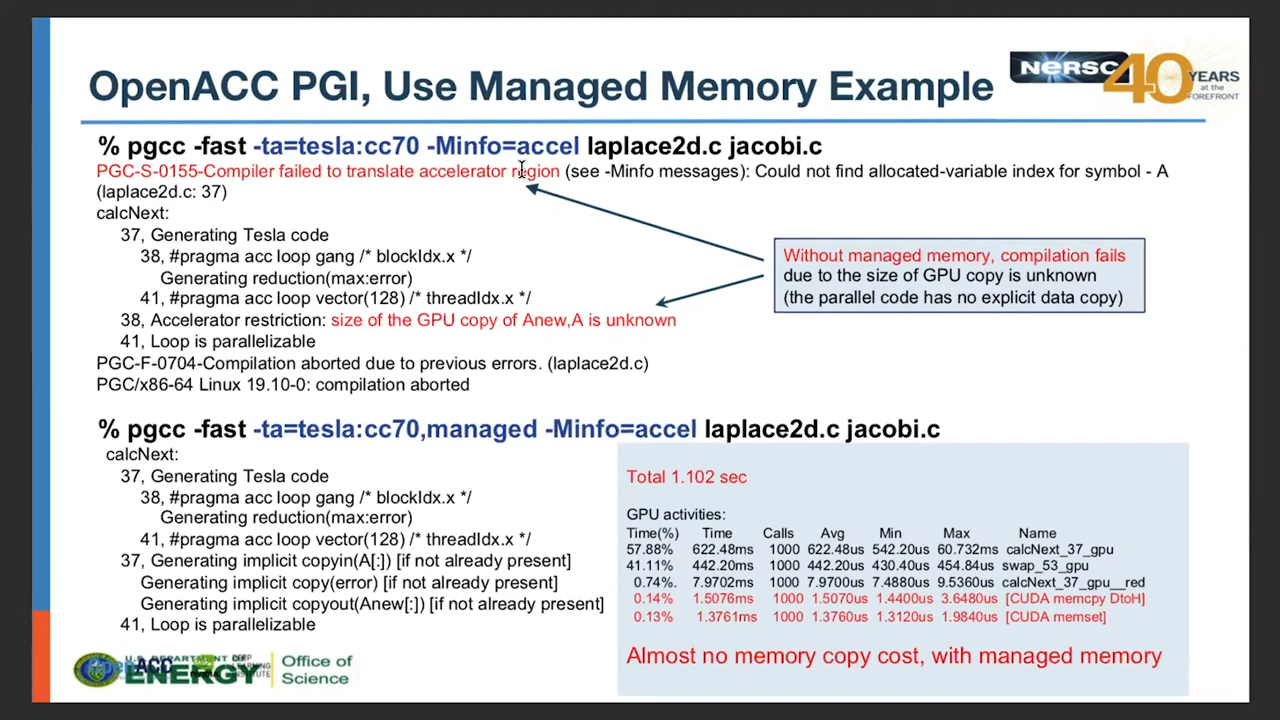 OpenACC PGI, Use Managed Memory Example
NERSC 40 YEARS at the FOREFRONT
% pgcc -fast -ta=tesla:cc70 -Minfo=accel laplace2d.c jacobi.c
PGC-S-0155-Compiler failed to translate accelerator region (see -Minfo messages): Could not find allocated-variable index for symbol - A
(laplace2d.c: 37)
calcNext:
37, Generating Tesla code
38, #pragma acc loop gang /* blockIdx.x */
Generating reduction(max:error)
41, #pragma acc loop vector(128) /* threadIdx.x */
38, Accelerator restriction: size of the GPU copy of Anew,A is unknown
41, Loop is parallelizable
PGC-F-0704-Compilation aborted due to previous errors. (laplace2d.c)
PGC/x86-64 Linux 19.10-0: compilation aborted
Without managed memory, compilation fails
due to the size of GPU copy is unknown
(the parallel code has no explicit data copy)
% pgcc -fast -ta=tesla:cc70,managed -Minfo=accel laplace2d.c jacobi.c
calcNext:
37, Generating Tesla code
38, #pragma acc loop gang /* blockIdx.x */
Generating reduction(max:error)
41, #pragma acc loop vector(128) /* threadIdx.x */
37, Generating implicit copyin(A[:]) [if not already present]
Generating implicit copy(error) [if not already present]
Generating implicit copyout(Anew[:]) [if not already present]
41, Loop is parallelizable
Total 1.102 sec
GPU activities:
Time(%) Time Calls Avg Min Max Name
57.88% 622.48ms 1000 622.48us 542.20us 60.732ms calcNext_37_gpu
41.11% 442.20ms 1000 442.20us 430.40us 454.84us swap_53_gpu
0.74%. 7.9702ms 1000 7.9700us 7.4880us 9.5360us calcNext_37_gpu__red
0.14% 1.5076ms 1000 1.5070us 1.4400us 3.6480us [CUDA memcpy DtoH]
0.13% 1.3761ms 1000 1.3760us 1.3120us 1.9840us [CUDA memset]
Almost no memory copy cost, with managed memory
ENERGY
Office of
Science